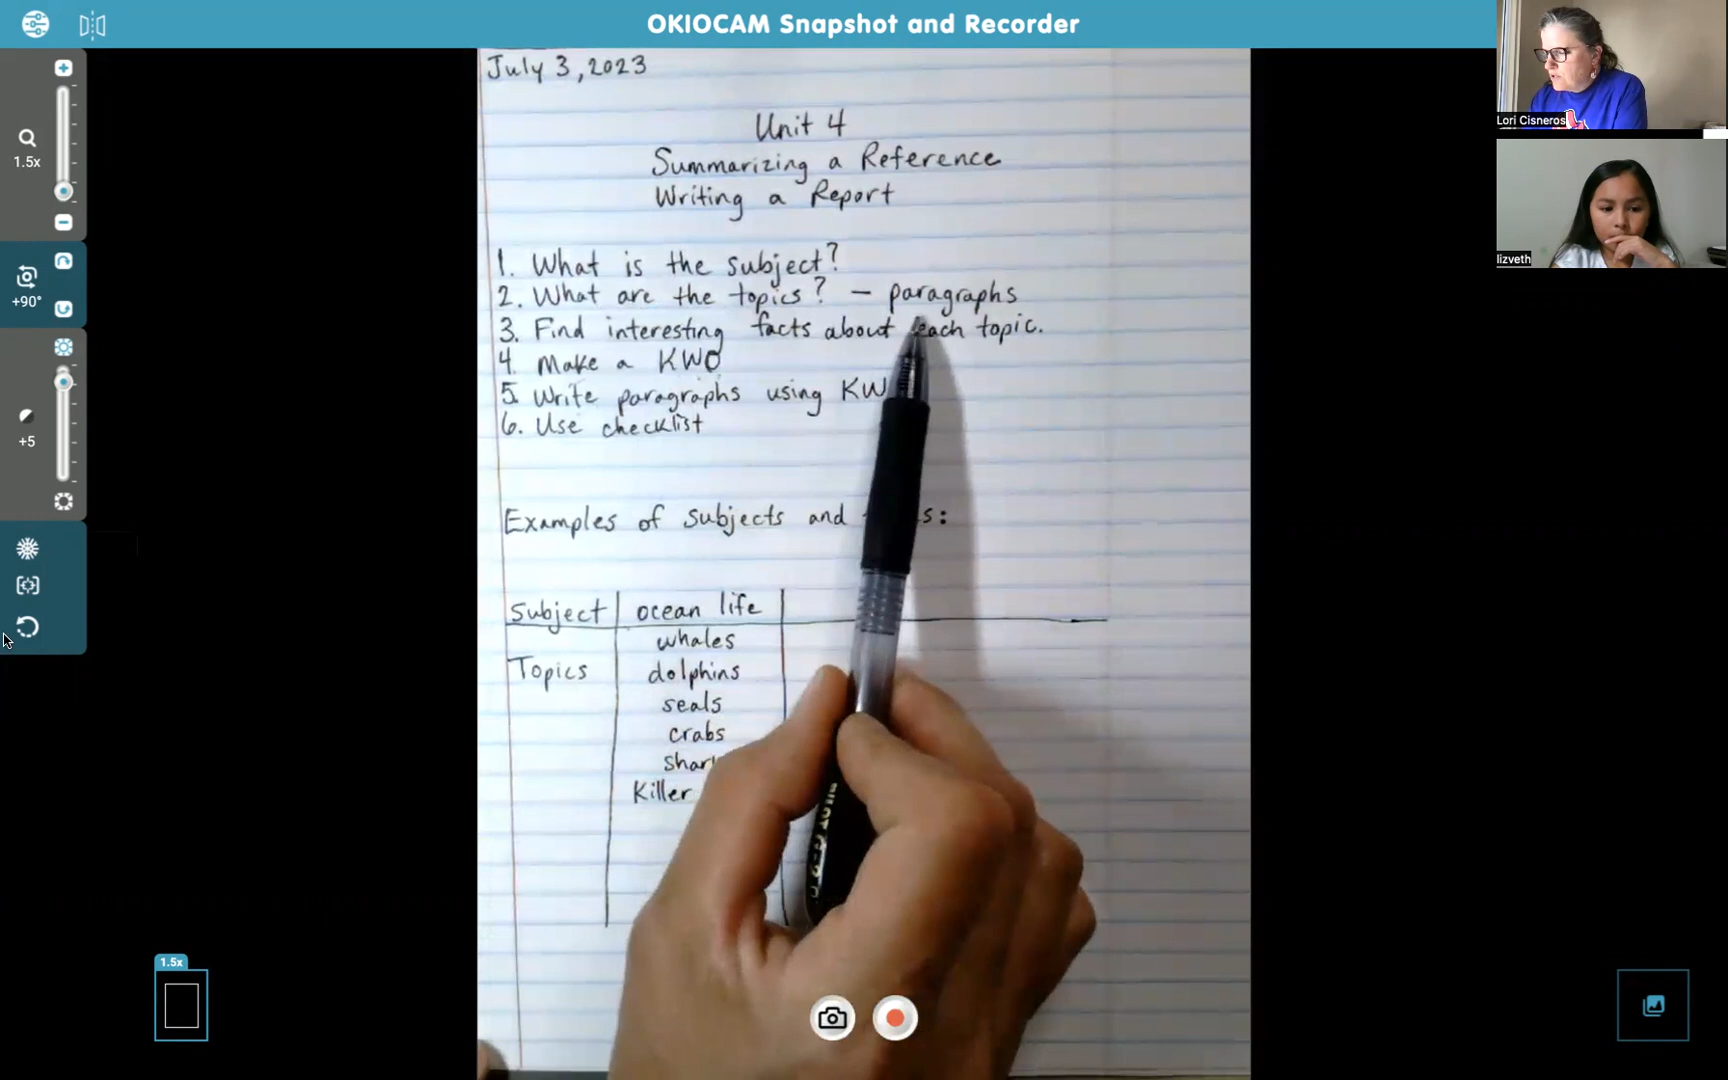 OKIOCAM Snapshot and Recorder
1.5x
+90°
+5
July 3, 2023
Unit 4
Summarizing a Reference
Writing a Report
1. What is the subject?
2. What are the topics? — paragraphs
3. Find interesting facts about each topic.
4. Make a KWO
5. Write paragraphs using KW
6. Use checklist
Examples of subjects and
Subject ocean life
whales
Topics dolphins
seals
crabs
Killer
1.5x
Lori Cisneros
lizveth